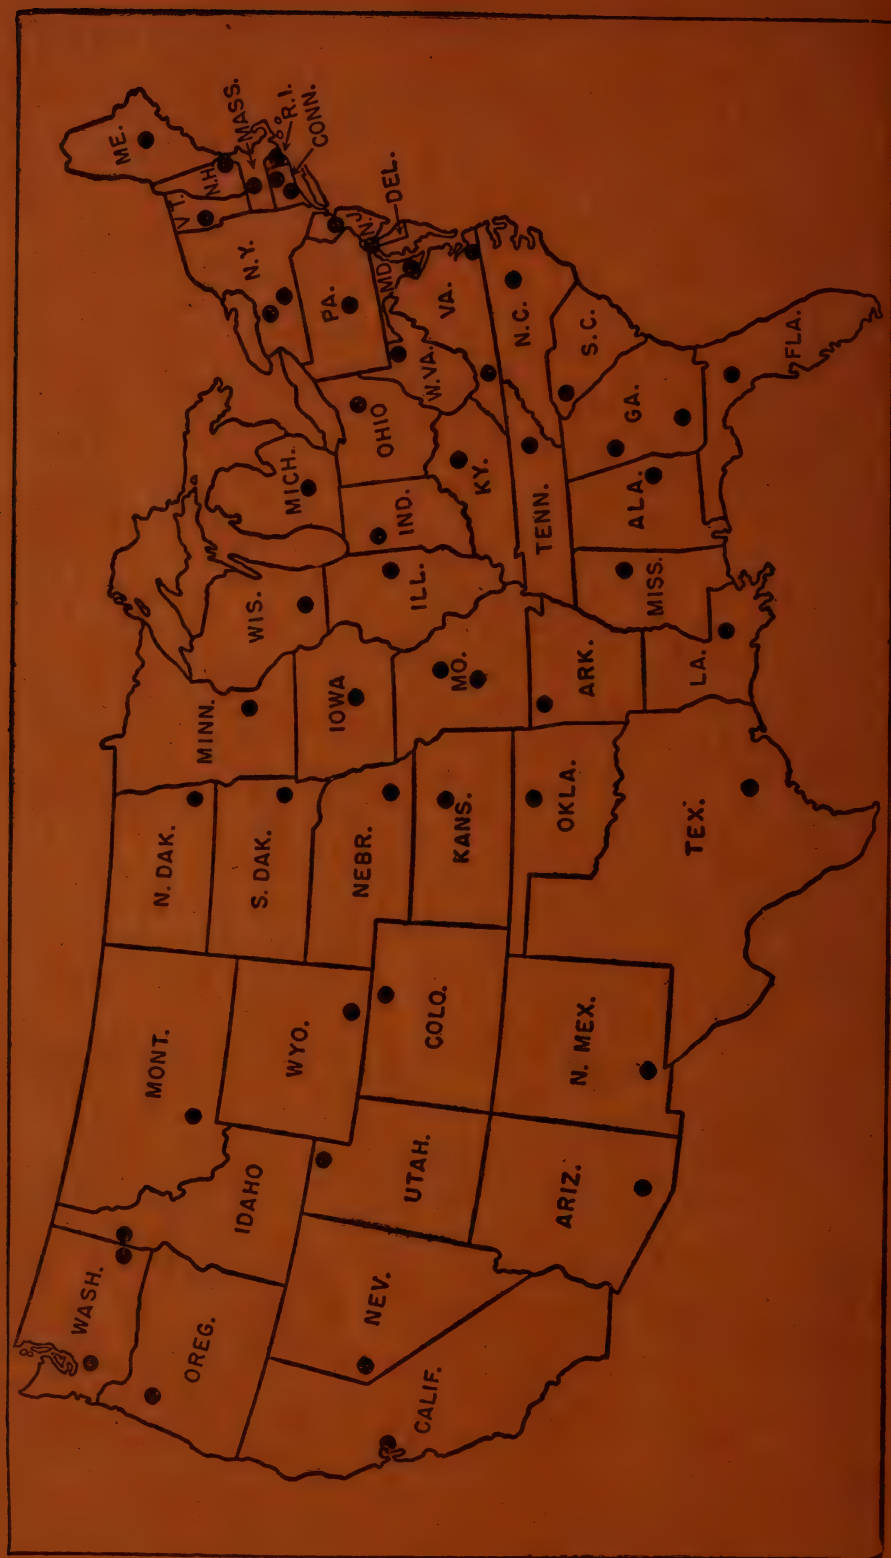 WASH.
OREG.
CALIF.
NEV.
IDAHO
MONT.
WYO.
UTAH.
ARIZ.
COLO.
N. MEX.
N. DAK.
S. DAK.
NEBR.
KANS.
OKLA.
TEX.
MINN.
IOWA
MO.
ARK.
LA.
WIS.
ILL.
MISS.
MICH.
IND.
OHIO
KY.
TENN.
ALA.
GA.
FLA.
S.C.
N.C.
VA.
W.VA.
MD.
DEL.
PA.
N.J.
N.Y.
VT.
N.H.
ME.
MASS.
R.I.
CONN.